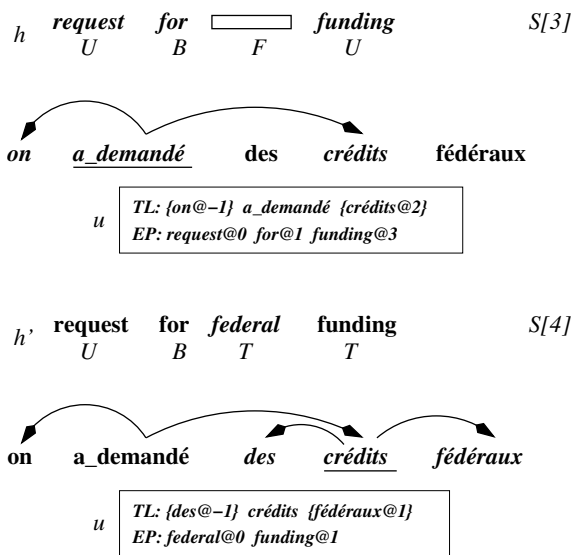 h request for funding S[3]
U B F U
on a_demandé des crédits fédéraux
u TL: {on@−1} a_demandé {crédits@2}
EP: request@0 for@1 funding@3
h' request for federal funding S[4]
U B T T
on a_demandé des crédits fédéraux
u TL: {des@−1} crédits {fédéraux@1}
EP: federal@0 funding@1